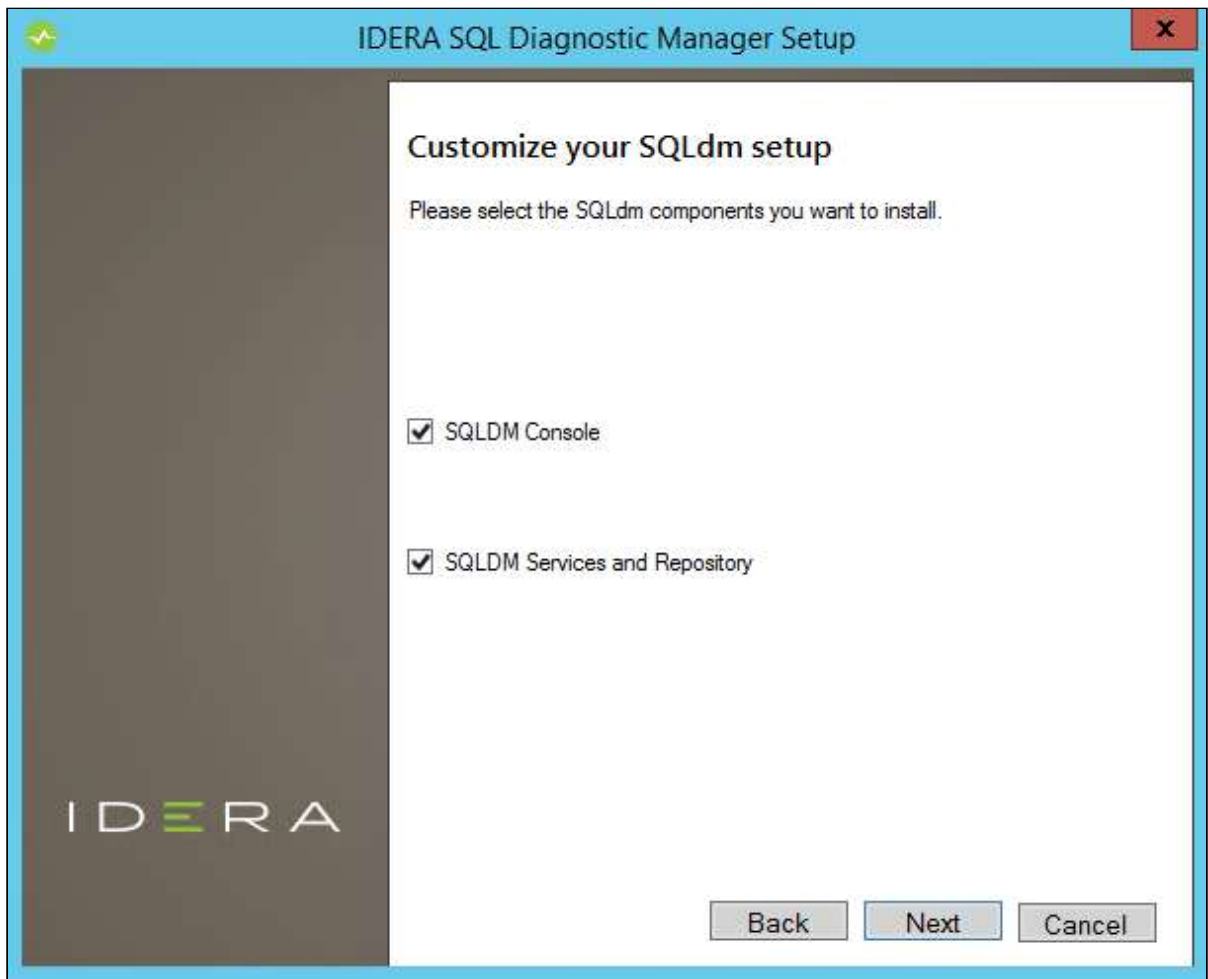 IDERA SQL Diagnostic Manager Setup
x
Customize your SQLdm setup
Please select the SQLdm components you want to install.
SQLDM Console
SQLDM Services and Repository
IDERA
Back Next Cancel